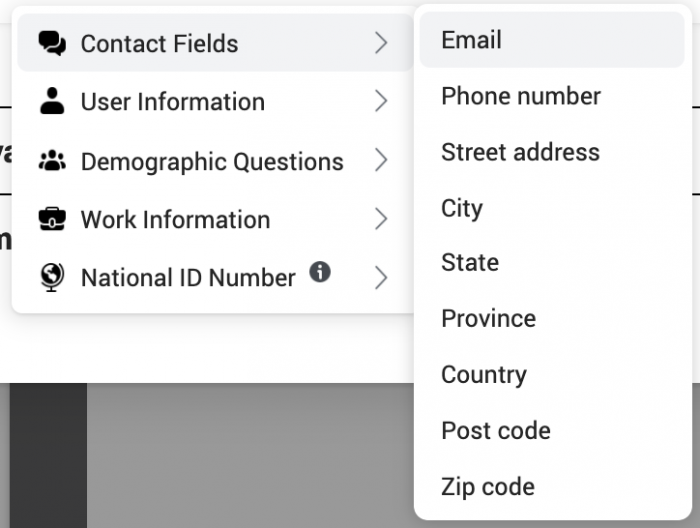 Contact Fields
User Information
Demographic Questions
Work Information
National ID Number
Email
Phone number
Street address
City
State
Province
Country
Post code
Zip code